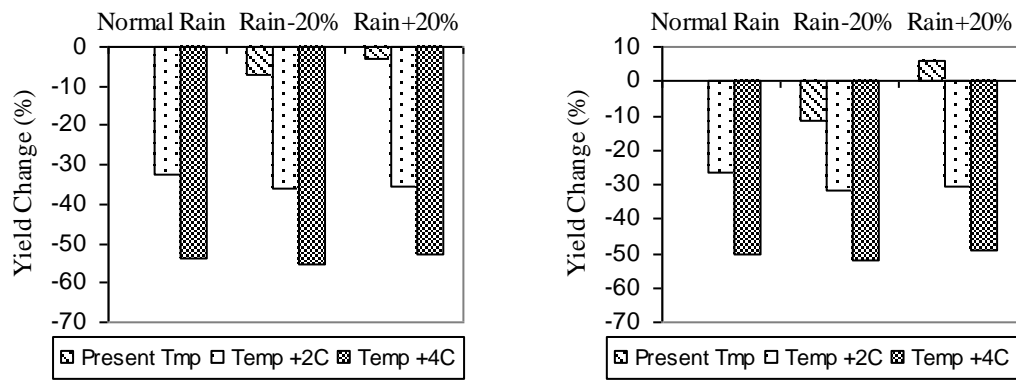 Normal Rain Rain-20% Rain+20%
0
-10
-20
-30
-40
-50
-60
-70
Yield Change (%)
Present Tmp Temp +2C Temp +4C
Normal Rain Rain-20% Rain+20%
10
0
-10
-20
-30
-40
-50
-60
-70
Yield Change (%)
Present Tmp Temp +2C Temp +4C